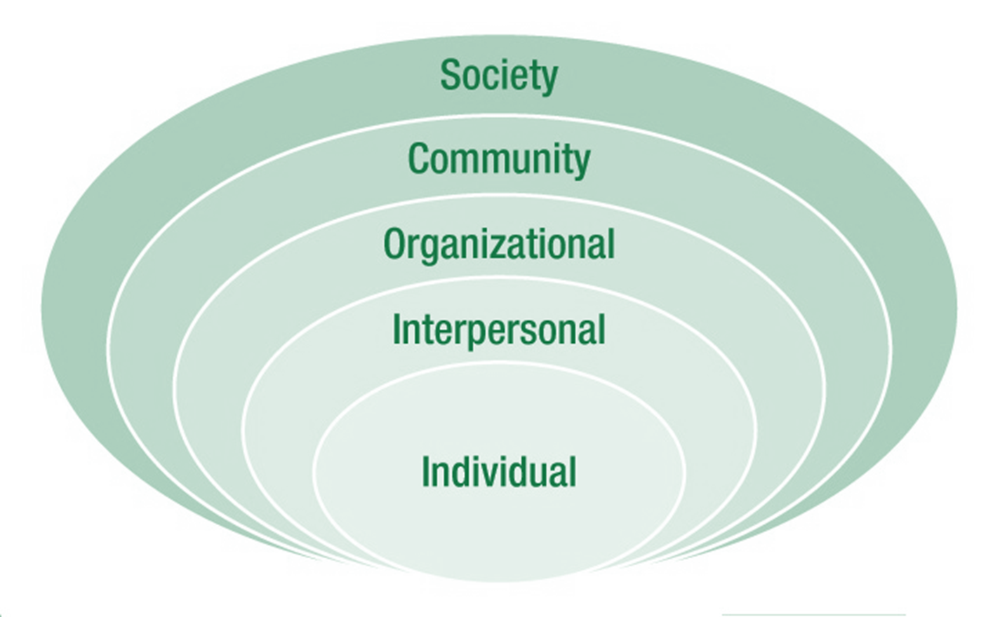 Society
Community
Organizational
Interpersonal
Individual